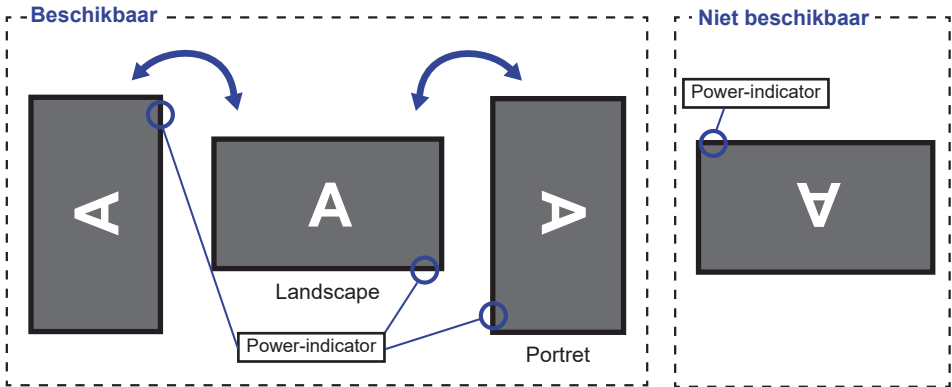 Beschikbaar
Niet beschikbaar
Power-indicator
A
A
A
A
Landscape
Power-indicator
Portret